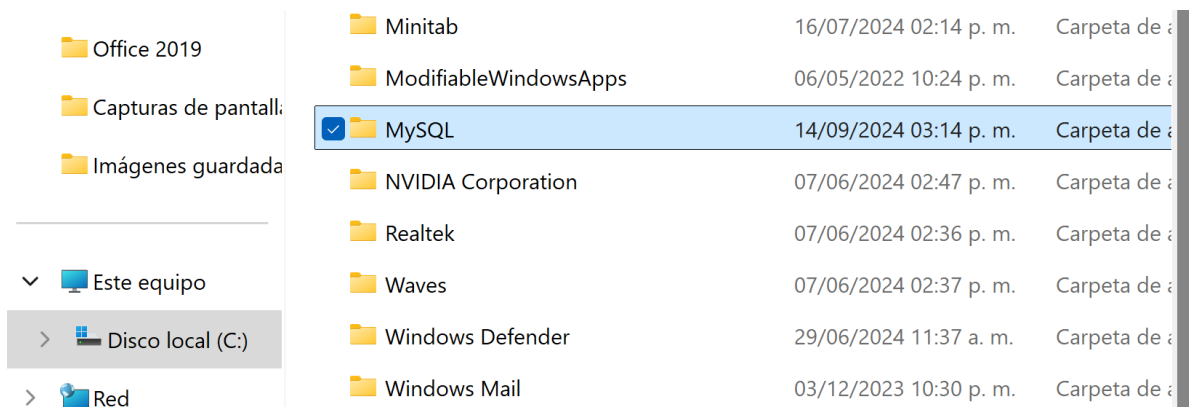 Office 2019
Capturas de pantall
Imágenes guardada
Este equipo
Disco local (C:)
Red
Minitab 16/07/2024 02:14 p. m. Carpeta de a
ModifiableWindowsApps 06/05/2022 10:24 p. m. Carpeta de a
MySQL 14/09/2024 03:14 p. m. Carpeta de a
NVIDIA Corporation 07/06/2024 02:47 p. m. Carpeta de a
Realtek 07/06/2024 02:36 p. m. Carpeta de a
Waves 07/06/2024 02:37 p. m. Carpeta de a
Windows Defender 29/06/2024 11:37 a. m. Carpeta de a
Windows Mail 03/12/2023 10:30 p. m. Carpeta de a